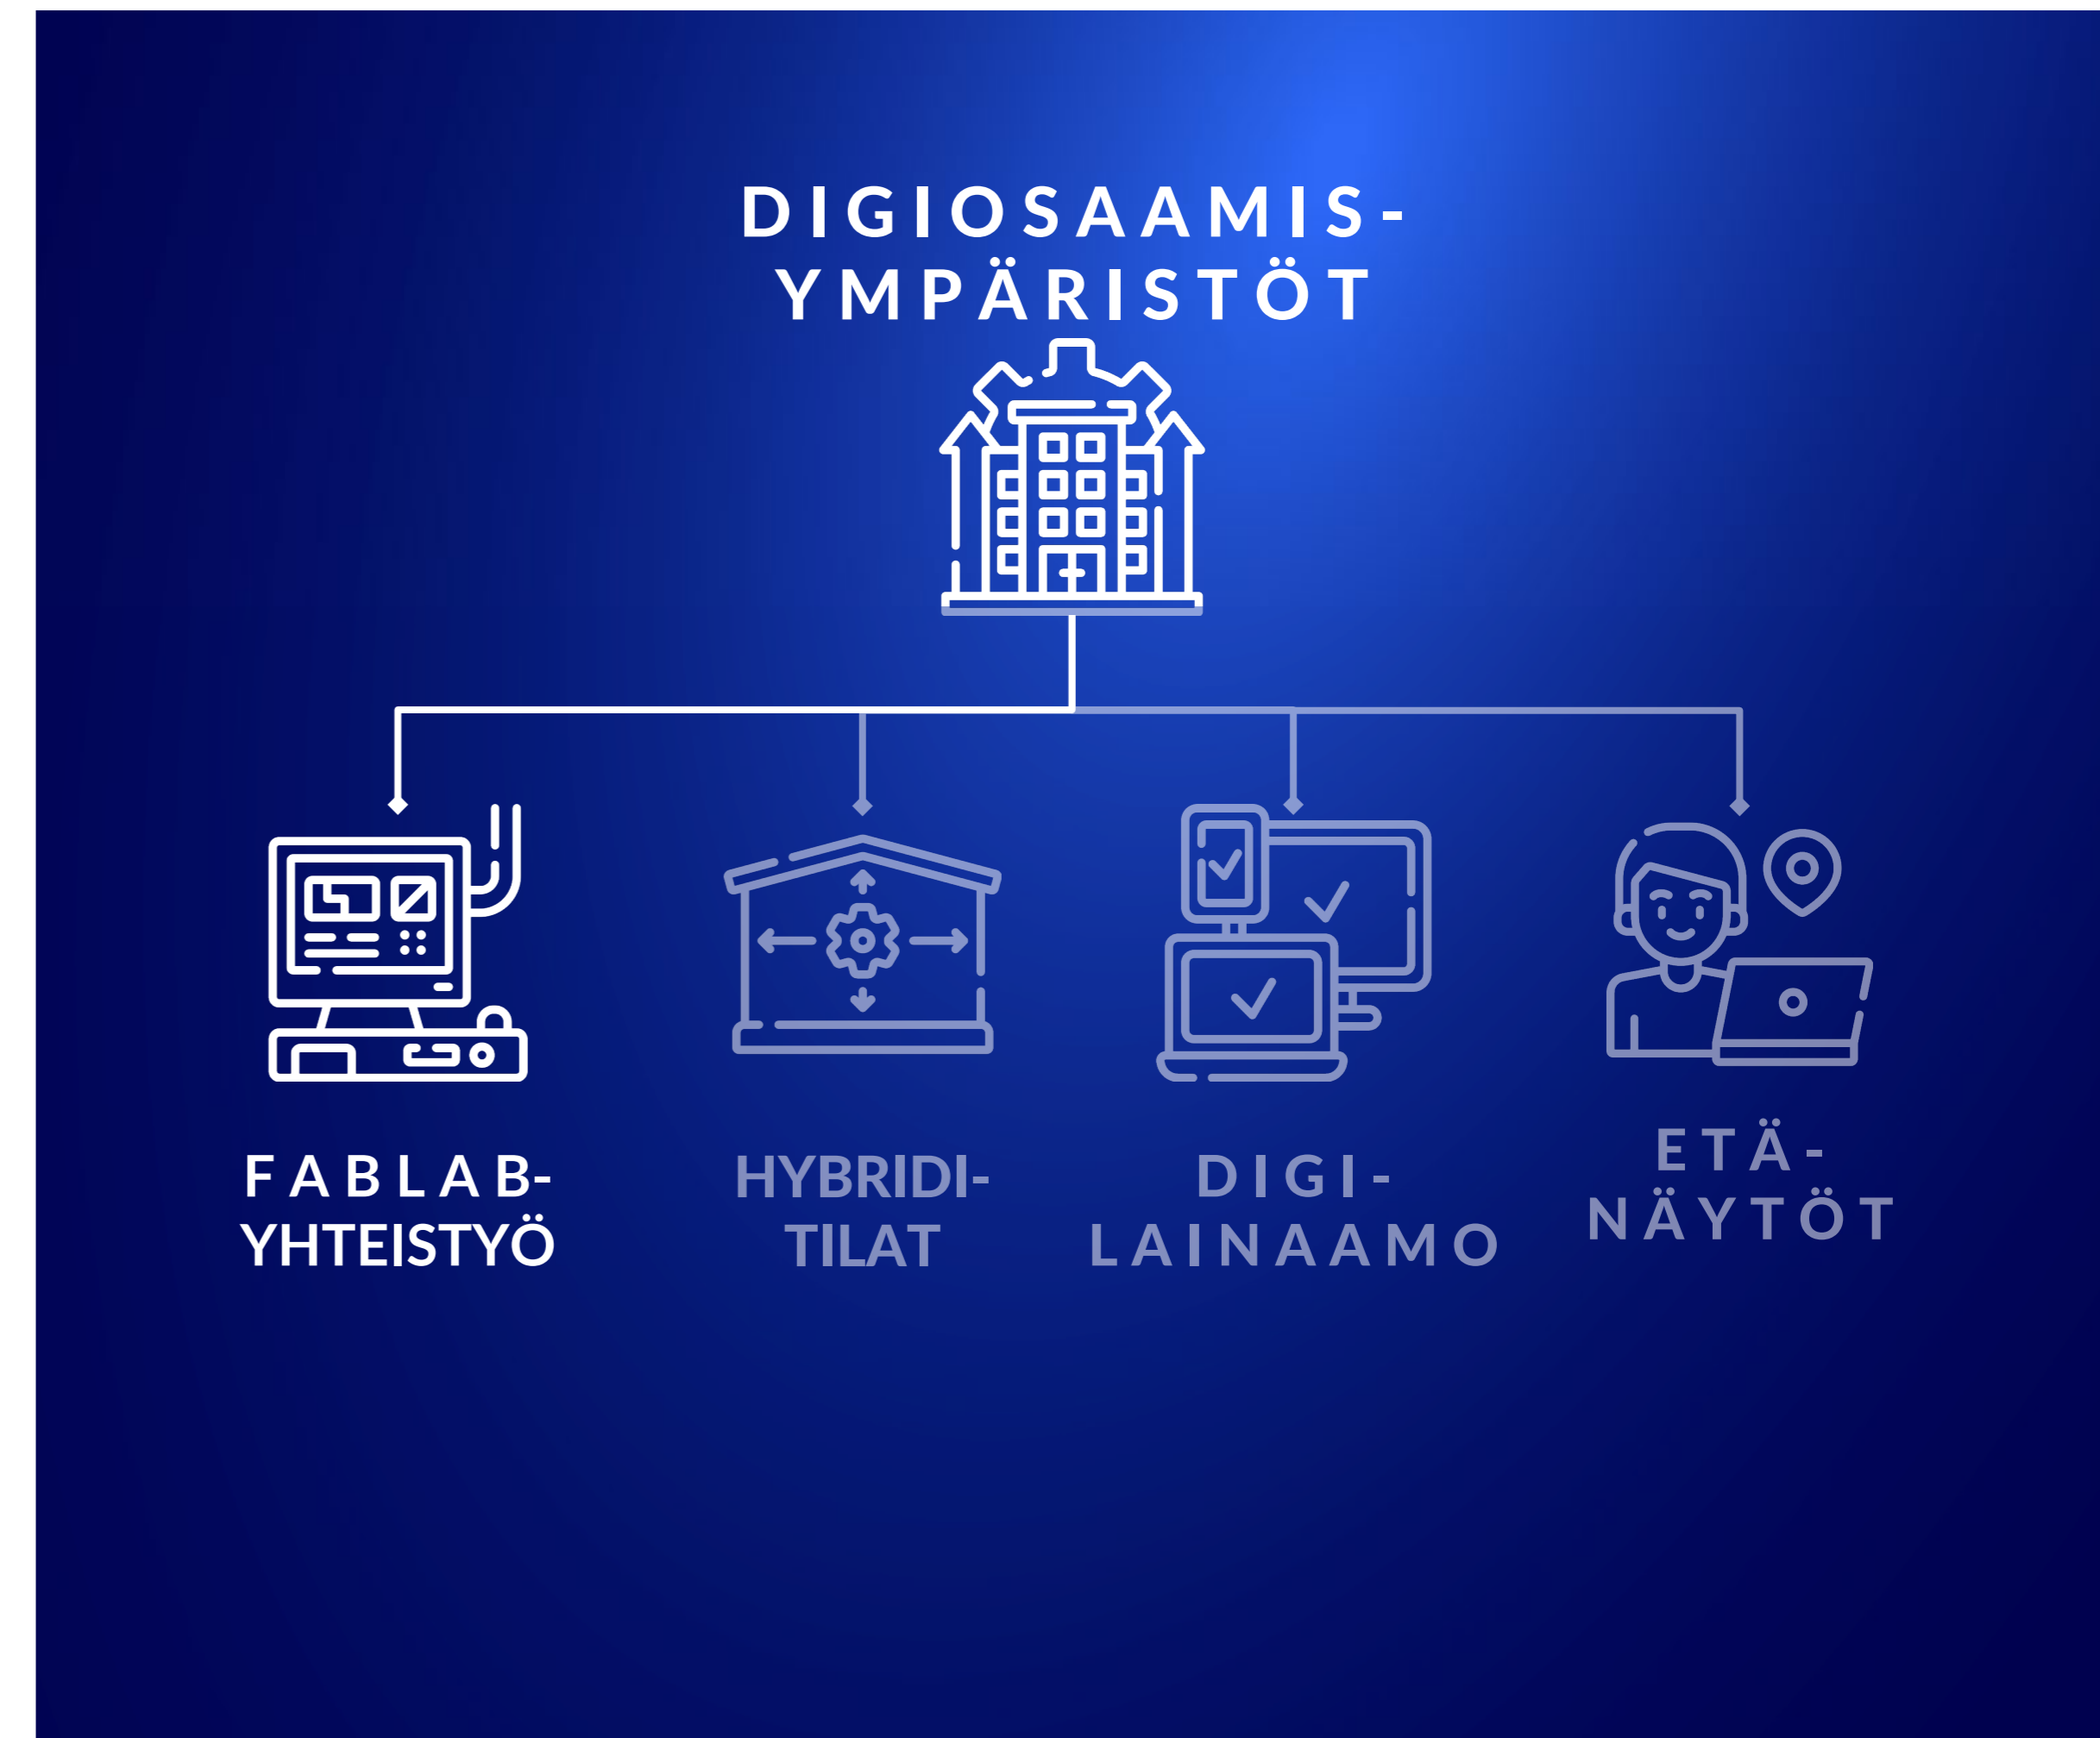 DIGIOSAAMIS-
YMPÄRISTÖT
FABLAB-
YHTEISTYÖ
HYBRIDI-
TILAT
DIGI-
LAINAAMO
ETÄ-
NÄYTÖT